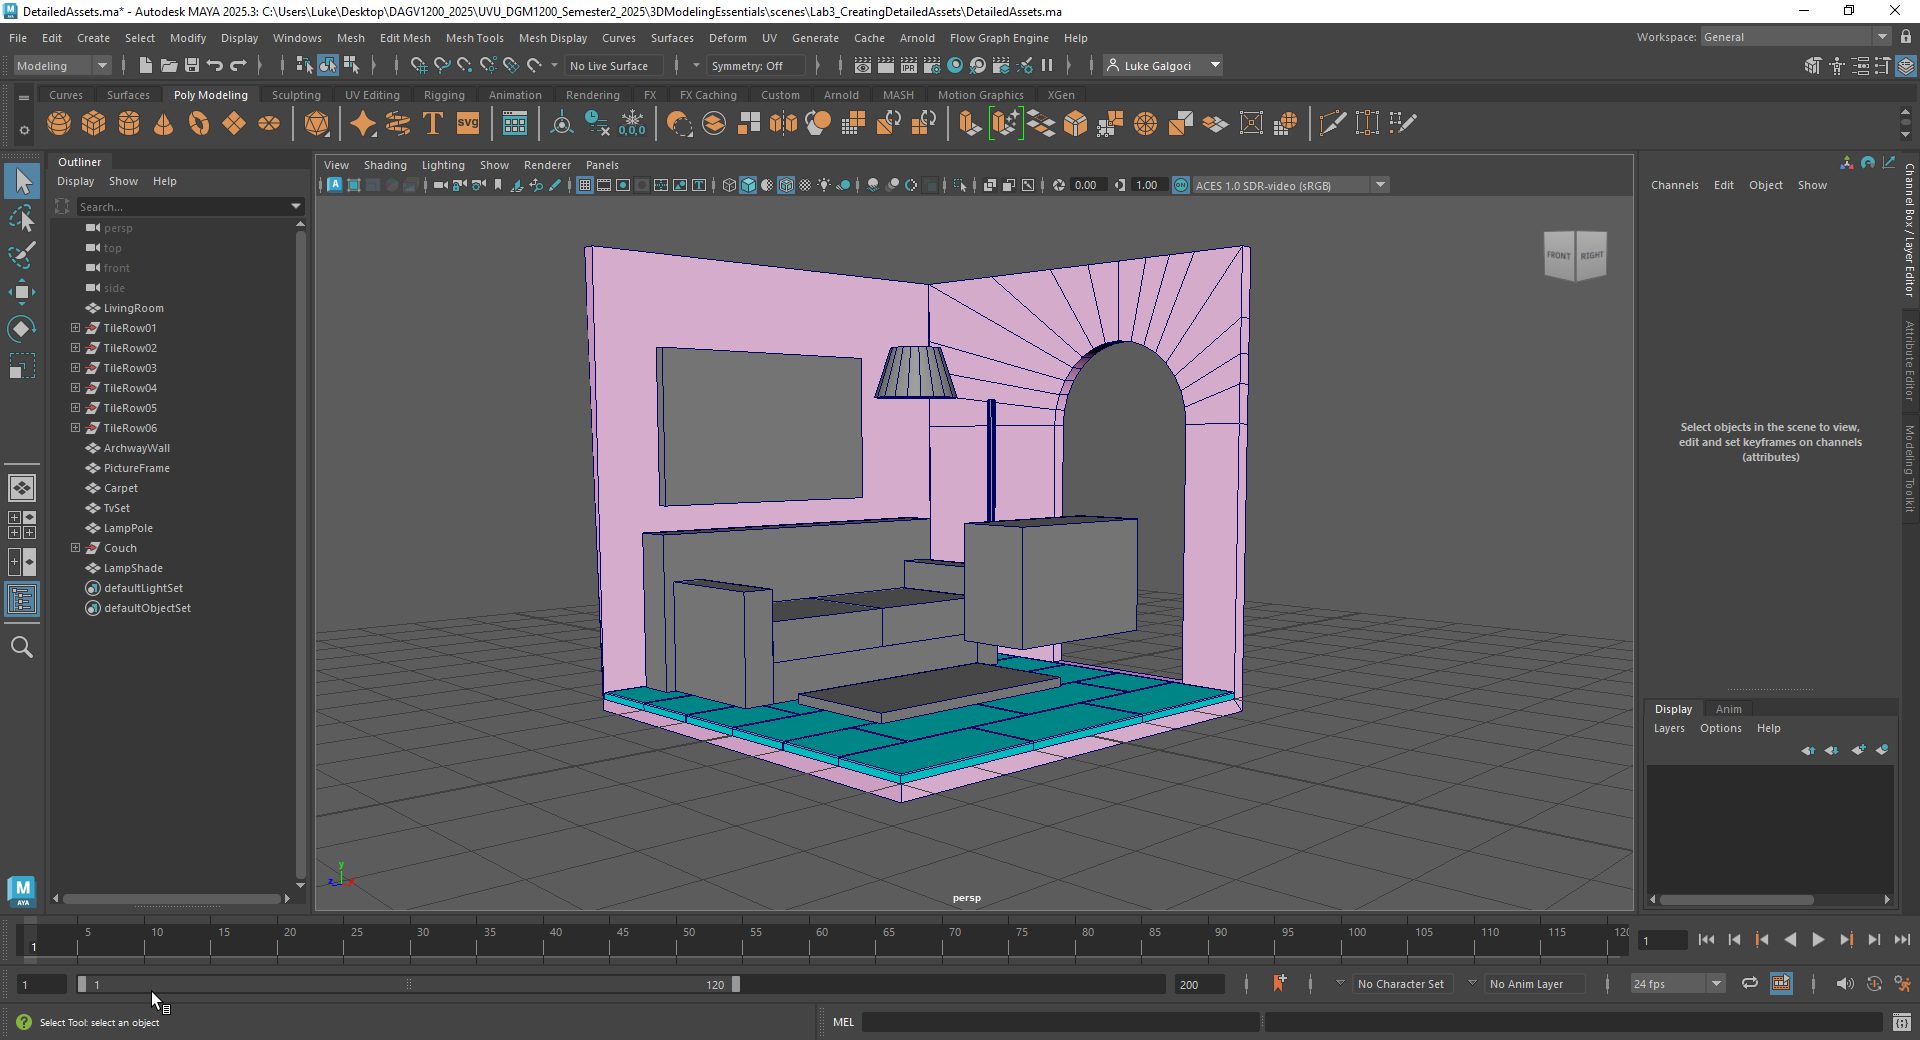 DetailedAssets.ma* - Autodesk MAYA 2025.3: C:\Users\Luke\Desktop\DAGV1200_2025\UVU_DGM1200_Semester2_2025\3DModelingEssentials\scenes\Lab3_CreatingDetailedAssets\DetailedAssets.ma
File Edit Create Select Modify Display Windows Mesh Edit Mesh Mesh Tools Mesh Display Curves Surfaces Deform UV Generate Cache Arnold Flow Graph Engine Help Workspace: General
Modeling No Live Surface Symmetry: Off IPR Luke Galgoci
Curves Surfaces Poly Modeling Sculpting UV Editing Rigging Animation Rendering FX FX Caching Custom Arnold MASH Motion Graphics XGen
T SVG 0,0,0
Outliner
Display Show Help
Search...
persp
top
front
side
LivingRoom
TileRow01
TileRow02
TileRow03
TileRow04
TileRow05
TileRow06
ArchwayWall
PictureFrame
Carpet
TvSet
LampPole
Couch
LampShade
defaultLightSet
defaultObjectSet
M
AYA
View Shading Lighting Show Renderer Panels
0.00 1.00 ACES 1.0 SDR-video (sRGB)
FRONT RIGHT
y
z x
persp
Channels Edit Object Show
Select objects in the scene to view,
edit and set keyframes on channels
(attributes)
Channel Box / Layer Editor
Attribute Editor
Modeling Toolkit
Display Anim
Layers Options Help
1 5 10 15 20 25 30 35 40 45 50 55 60 65 70 75 80 85 90 95 100 105 110 115 120 1
1 1 120 200 No Character Set No Anim Layer 24 fps
Select Tool: select an object MEL